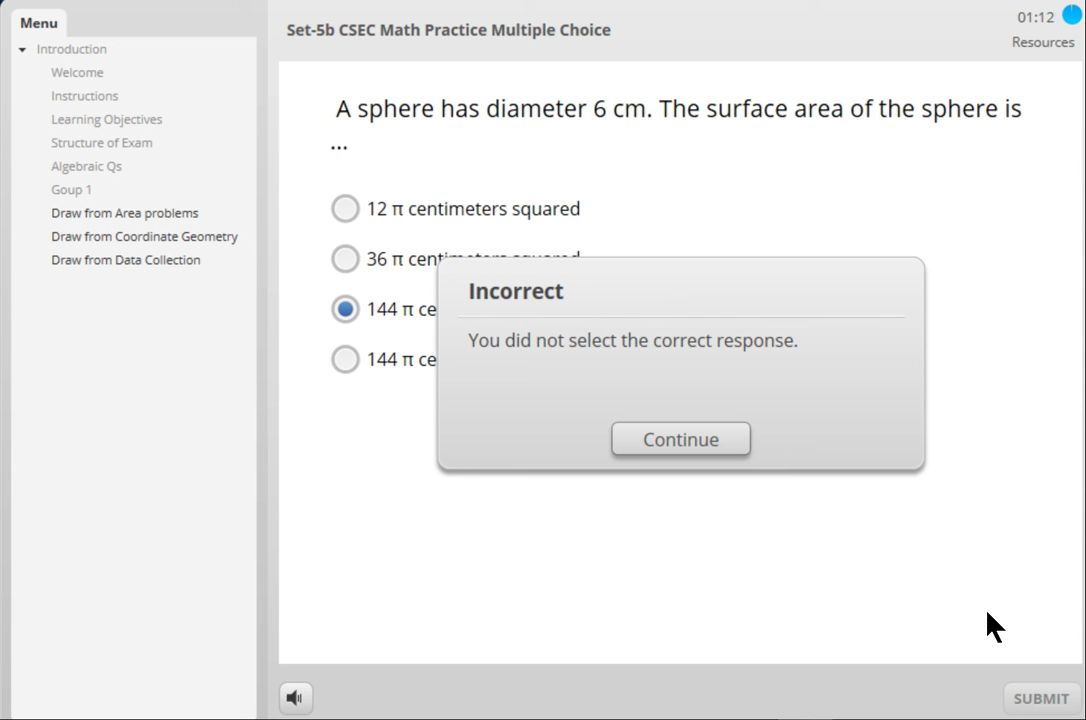 Menu
Introduction
Welcome
Instructions
Learning Objectives
Structure of Exam
Algebraic Qs
Goup 1
Draw from Area problems
Draw from Coordinate Geometry
Draw from Data Collection
Set-5b CSEC Math Practice Multiple Choice
01:12
Resources
A sphere has diameter 6 cm. The surface area of the sphere is
...
12 π centimeters squared
36 π centimeters squared
144 π ce
144 π ce
Incorrect
You did not select the correct response.
Continue
SUBMIT